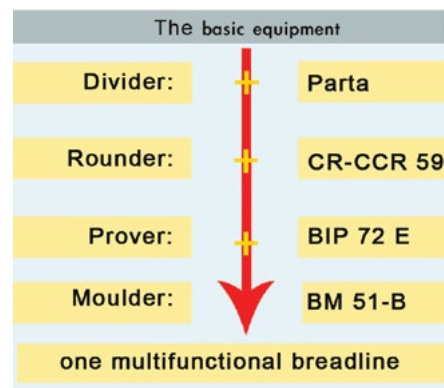 The basic equipment
Divider: Parta
Rounder: CR-CCR 59
Prover: BIP 72 E
Moulder: BM 51-B
one multifunctional breadline